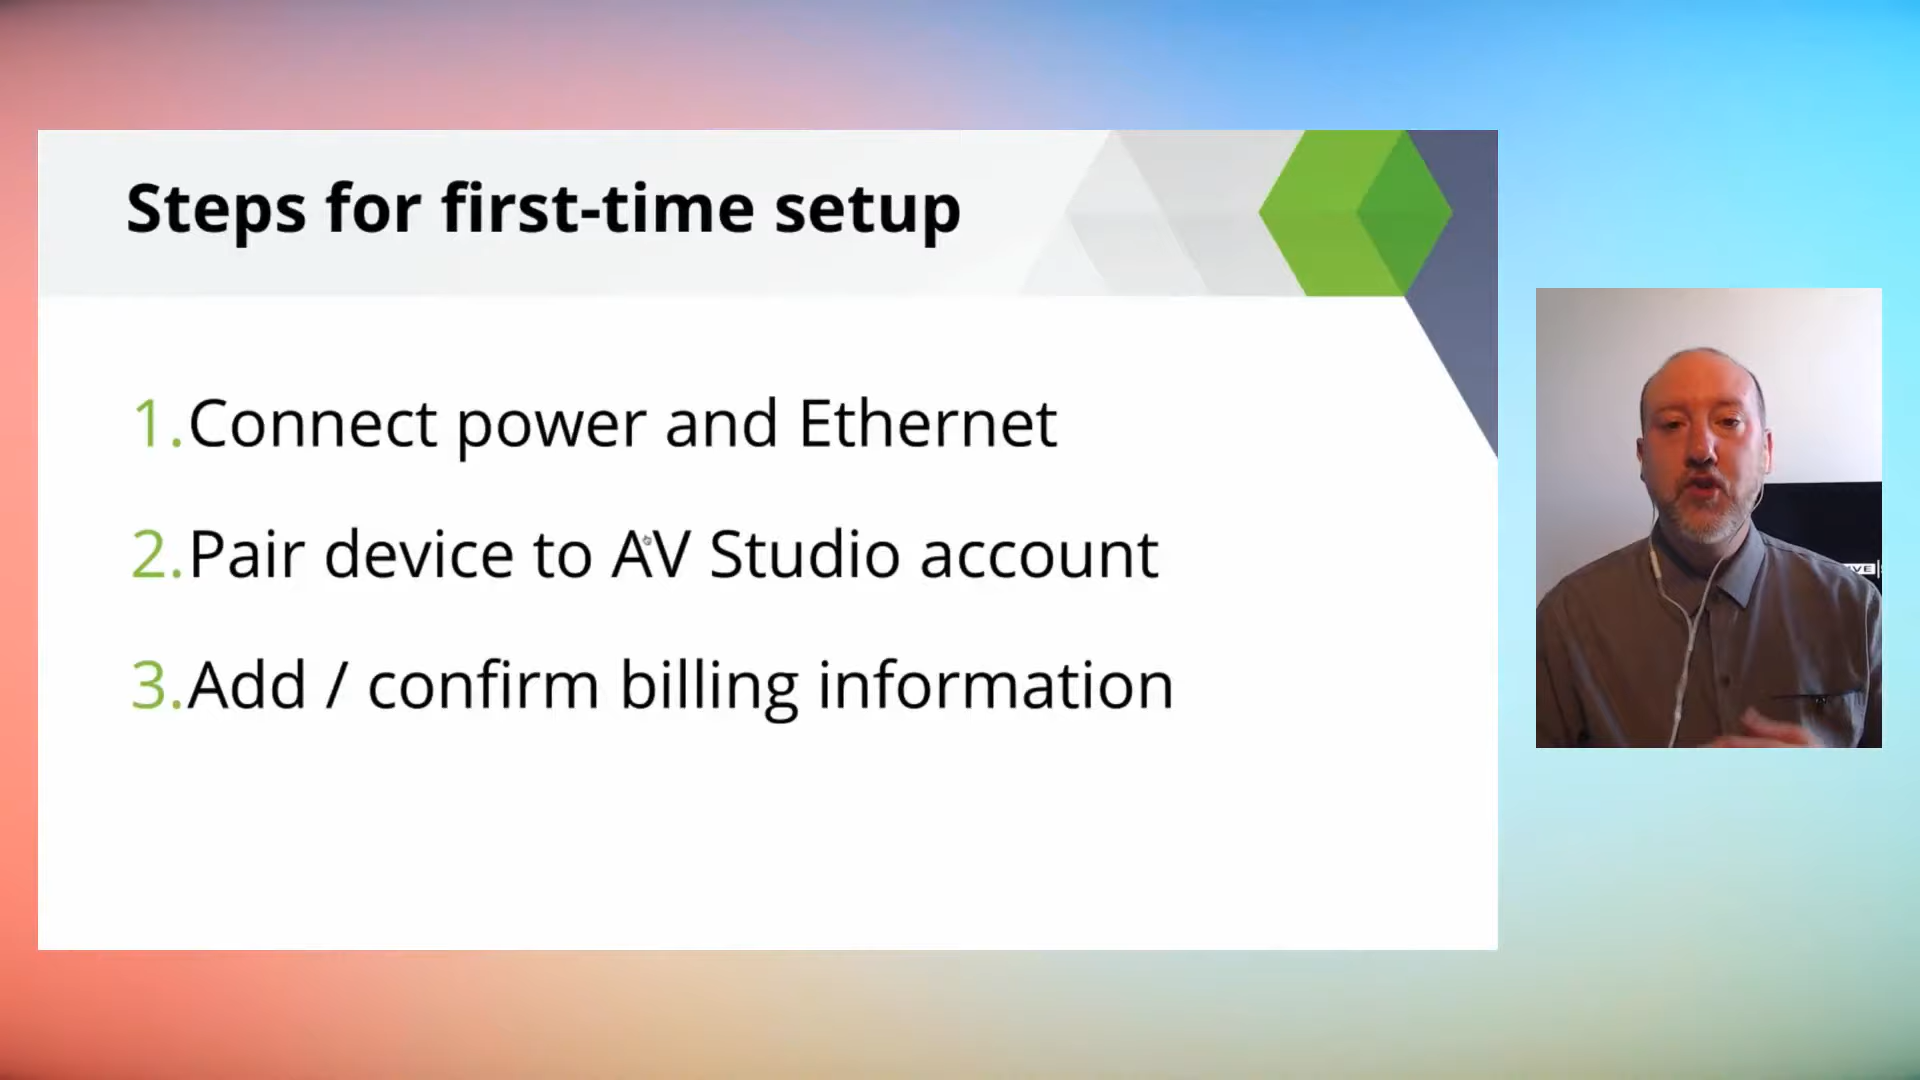 Steps for first-time setup
1. Connect power and Ethernet
2. Pair device to AV Studio account
3. Add / confirm billing information